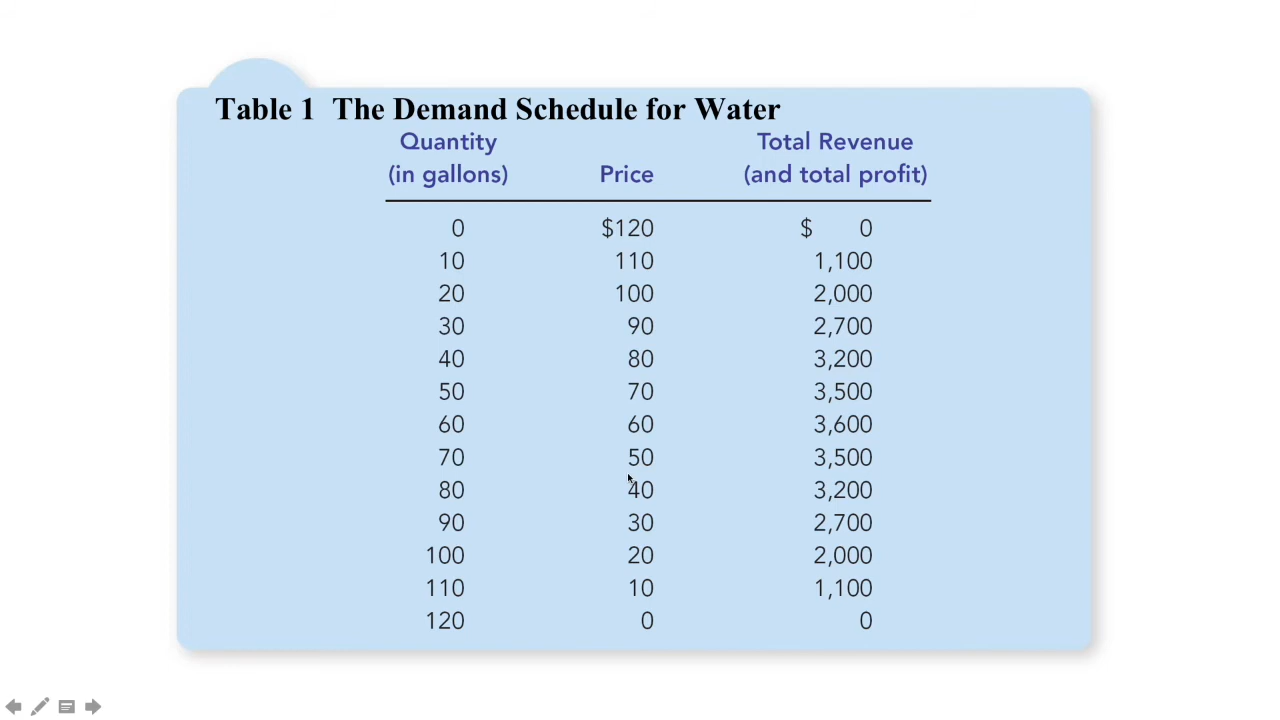 Table 1 The Demand Schedule for Water
Quantity Total Revenue
(in gallons) Price (and total profit)
0 $120 $ 0
10 110 1,100
20 100 2,000
30 90 2,700
40 80 3,200
50 70 3,500
60 60 3,600
70 50 3,500
80 40 3,200
90 30 2,700
100 20 2,000
110 10 1,100
120 0 0